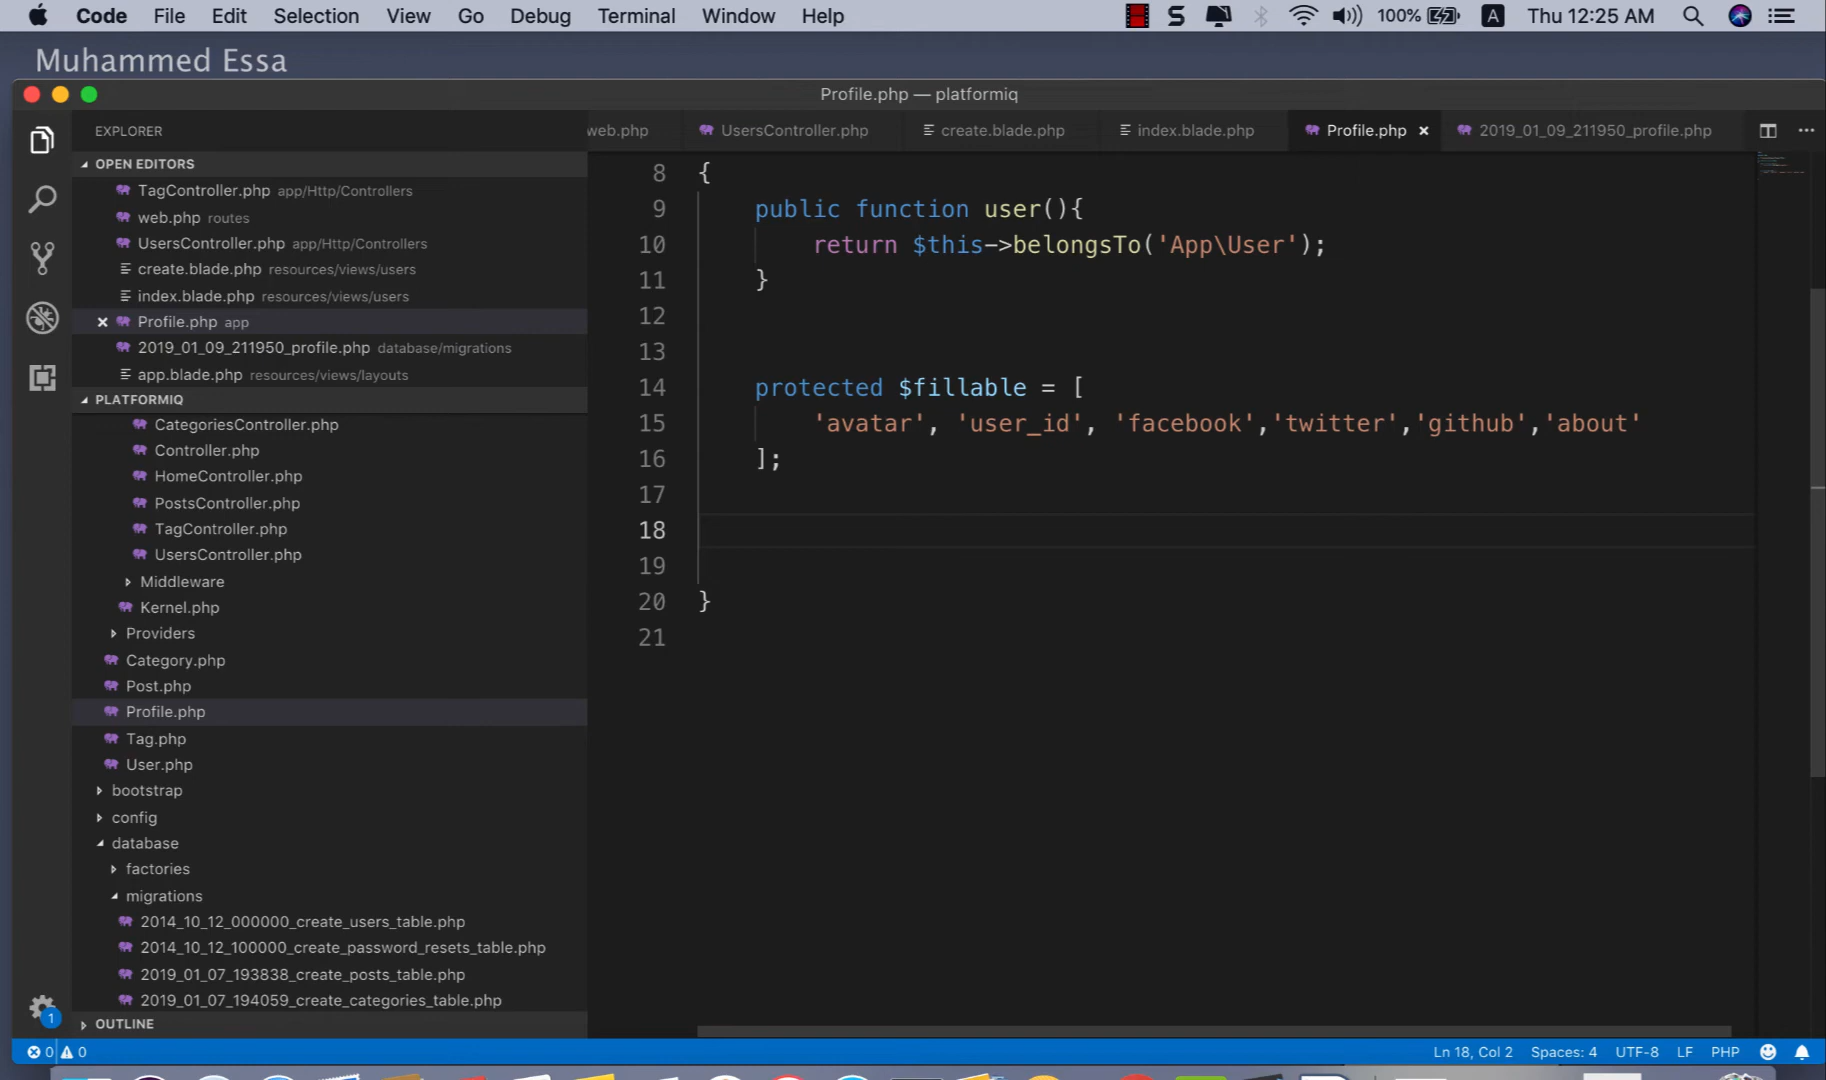 Code File Edit Selection View Go Debug Terminal Window Help S 100% A Thu 12:25 AM
Muhammed Essa
Profile.php — platformiq
EXPLORER
web.php UsersController.php create.blade.php index.blade.php Profile.php × 2019_01_09_211950_profile.php ···
OPEN EDITORS
TagController.php app/Http/Controllers
web.php routes
UsersController.php app/Http/Controllers
create.blade.php resources/views/users
index.blade.php resources/views/users
× Profile.php app
2019_01_09_211950_profile.php database/migrations
app.blade.php resources/views/layouts
PLATFORMIQ
CategoriesController.php
Controller.php
HomeController.php
PostsController.php
TagController.php
UsersController.php
Middleware
Kernel.php
Providers
Category.php
Post.php
Profile.php
Tag.php
User.php
bootstrap
config
database
factories
migrations
2014_10_12_000000_create_users_table.php
2014_10_12_100000_create_password_resets_table.php
2019_01_07_193838_create_posts_table.php
2019_01_07_194059_create_categories_table.php
OUTLINE
8 {
9 public function user(){
10 return $this->belongsTo('App\User');
11 }
12
13
14 protected $fillable = [
15 'avatar', 'user_id', 'facebook','twitter','github','about'
16 ];
17
18
19
20 }
21
1
0 0 Ln 18, Col 2 Spaces: 4 UTF-8 LF PHP